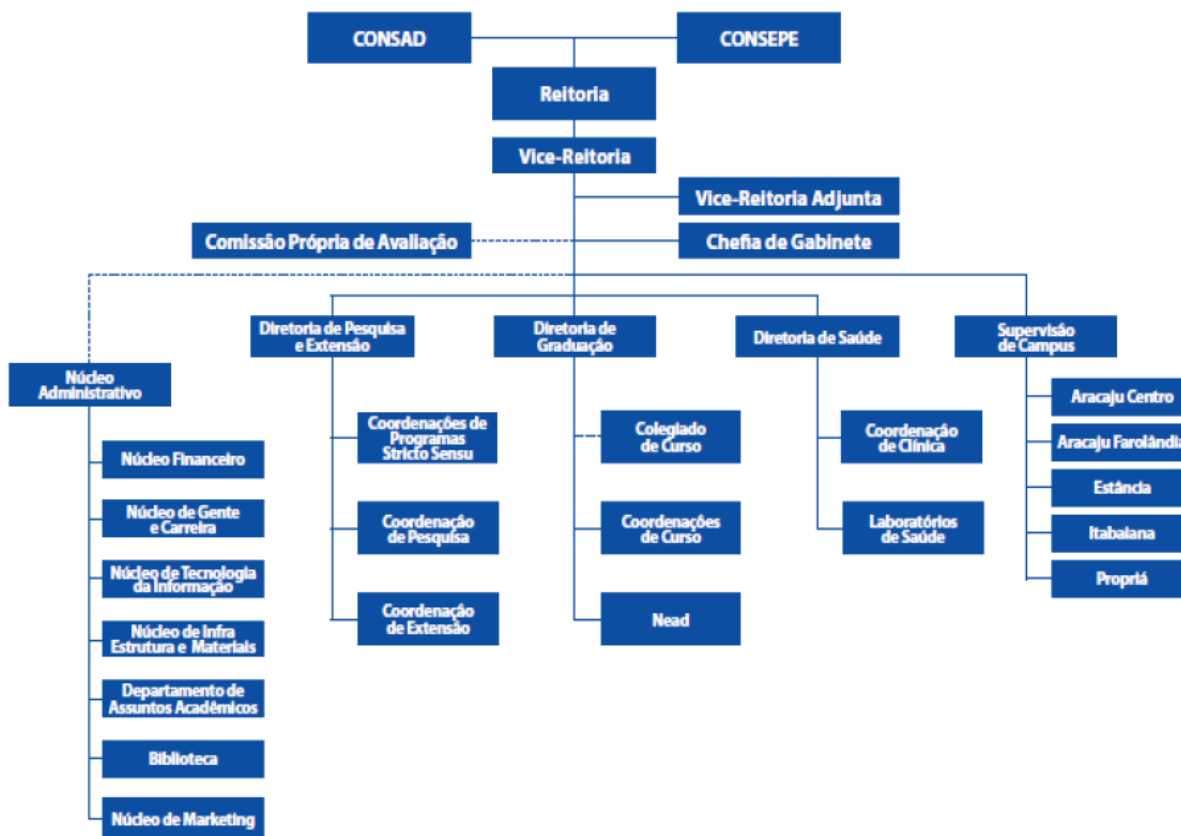 CONSAD
CONSEPE
Reitoria
Vice-Reitoria
Vice-Reitoria Adjunta
Comissão Própria de Avaliação
Chefia de Gabinete
Diretoria de Pesquisa
e Extensão
Diretoria de
Graduação
Diretoria de Saúde
Supervisão
de Campus
Núcleo
Administrativo
Núcleo Financeiro
Núcleo de Gente
e Carreira
Núcleo de Tecnologia
da Informação
Núcleo de Infra
Estrutura e Materiais
Departamento de
Assuntos Acadêmicos
Biblioteca
Núcleo de Marketing
Coordenações de
Programas
Stricto Sensu
Coordenação
de Pesquisa
Coordenação
de Extensão
Colegiado
de Curso
Coordenações
de Curso
Nead
Coordenação
de Clínica
Laboratórios
de Saúde
Aracaju Centro
Aracaju Farolândia
Estância
Itabaiana
Propriá